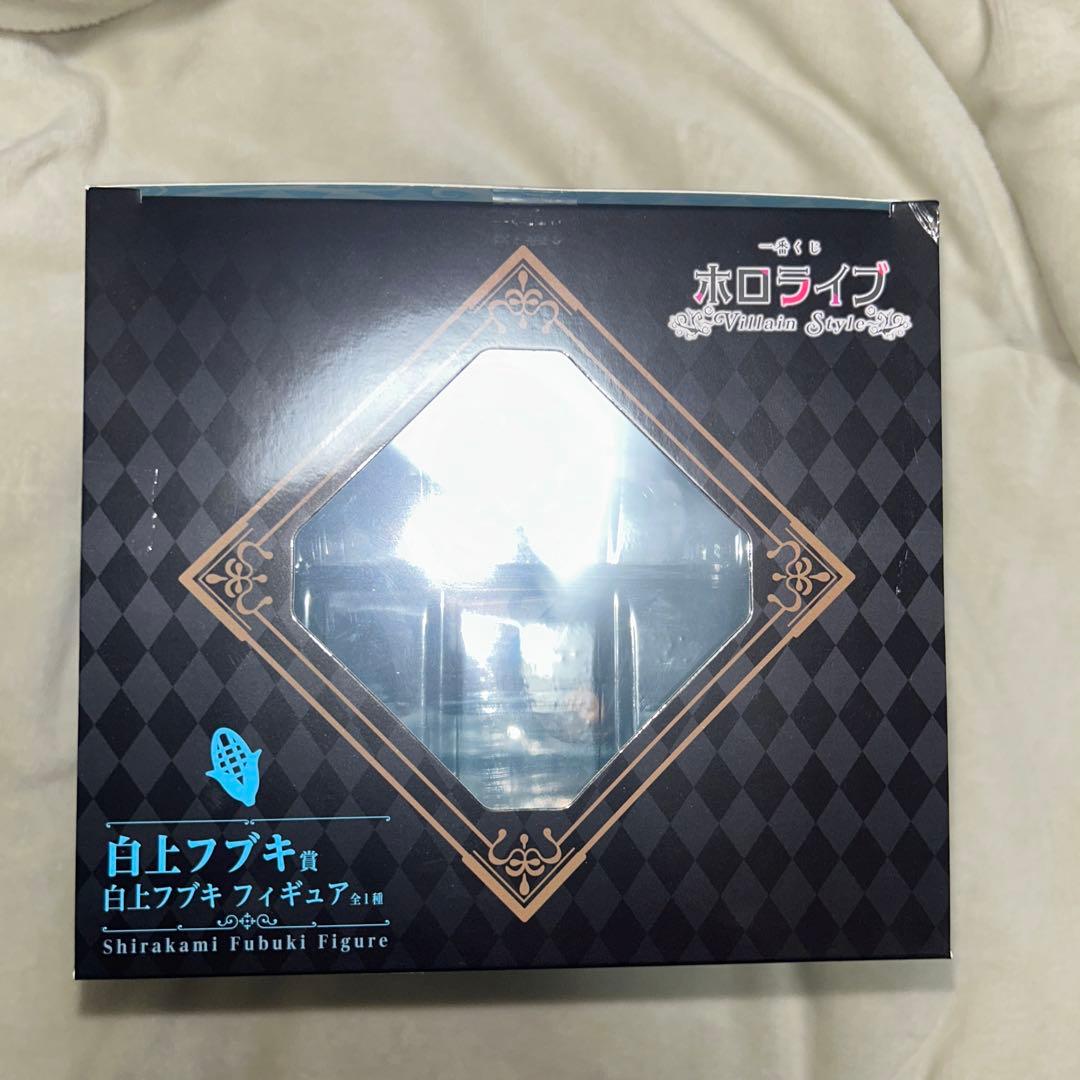 一番くじ
ホロライブ
Villain Style
白上フブキ賞
白上フブキ フィギュア全1種
Shirakami Fubuki Figure